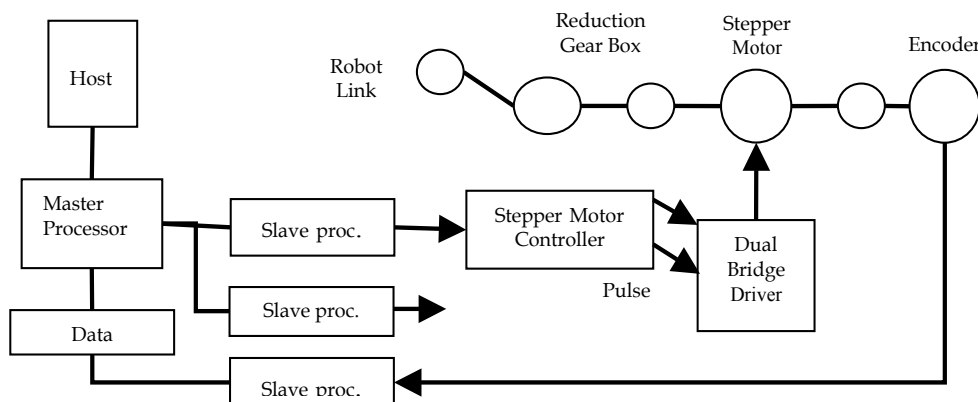 Reduction
Gear Box
Stepper
Motor
Encoder
Robot
Link
Host
Master
Processor
Slave proc.
Stepper Motor
Controller
Dual
Bridge
Driver
Pulse
Slave proc.
Data
Slave proc.